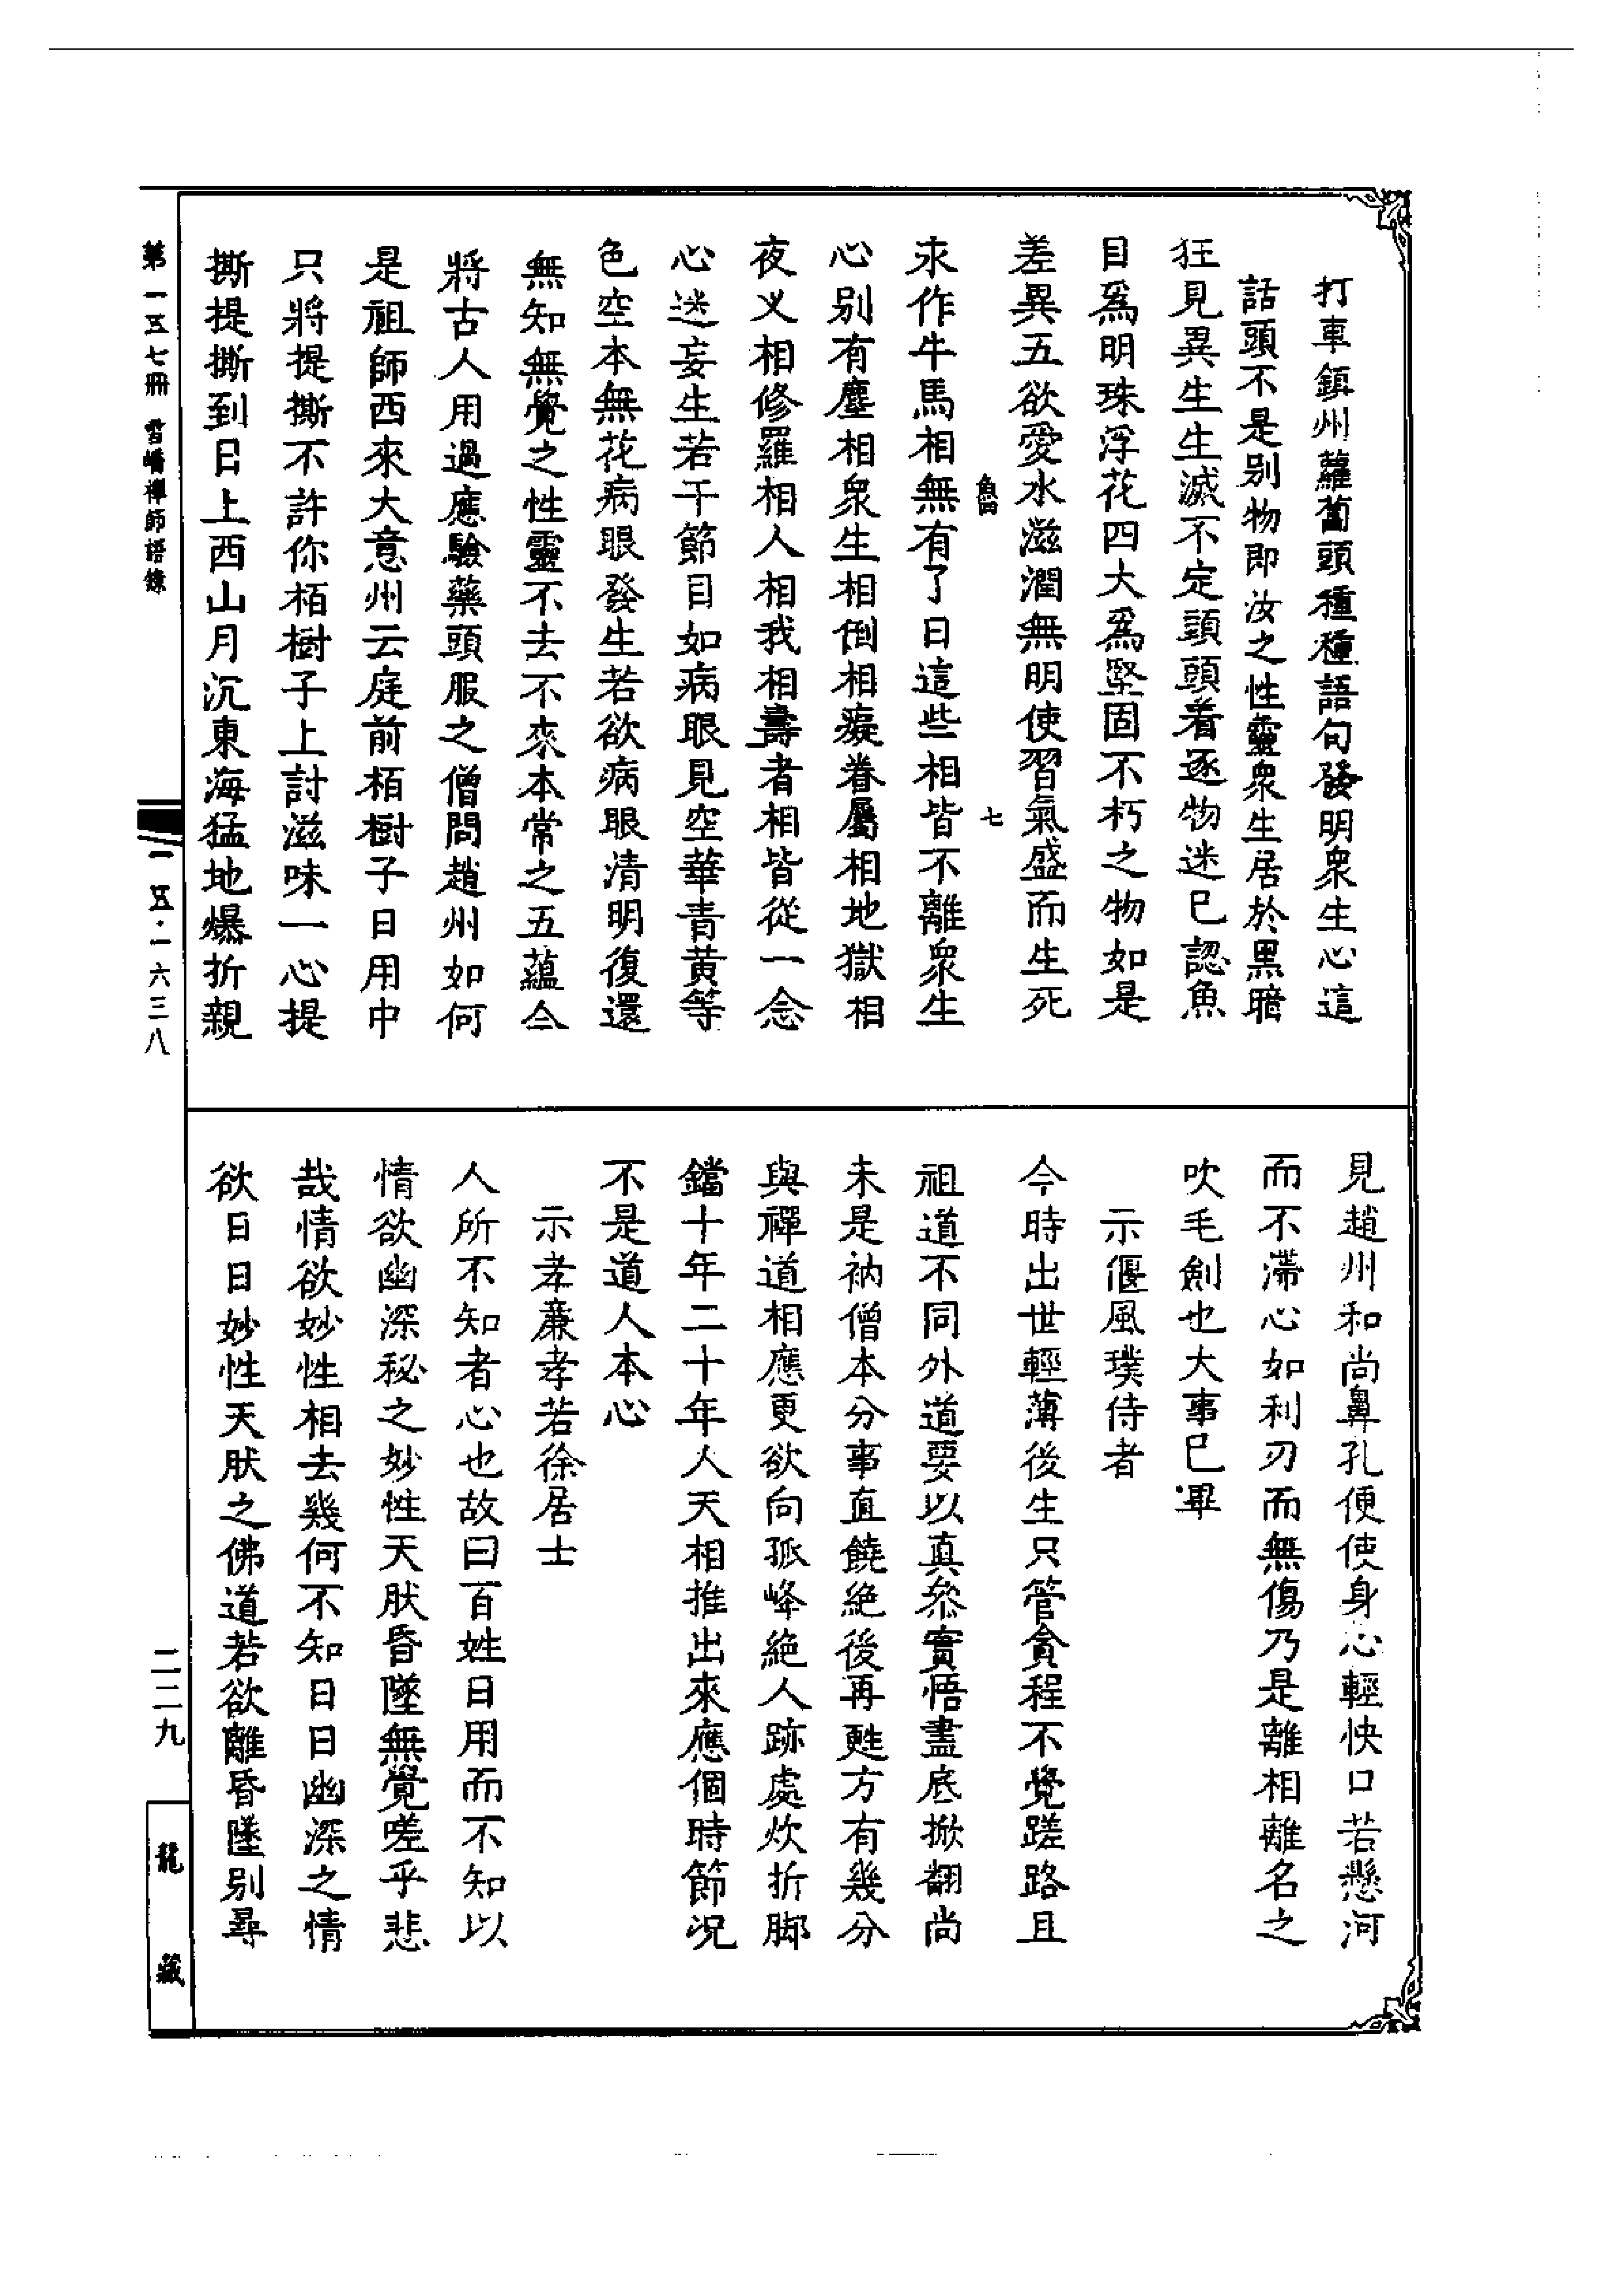 打車鎮州蘿蔔頭種種語句發明衆生心這
話頭不是别物即汝之性靈衆生居於黑暗
狂見異生生滅不定頭頭着逐物迷已認魚
目爲明珠浮花四大爲堅固不朽之物如是
差異五欲愛水滋潤無明使習氣盛而生死
魚
七
永作牛馬相無有了日這些相皆不離衆生
心别有塵相衆生相倒相癡眷屬相地獄相
夜义相修羅相人相我相壽者相皆從一念
心迷妄生若干節目如病眼見空華青黄等
色空本無花病眼發生若欲病眼清明復還
無知無覺之性靈不去不來本常之五蘊亼
將古人用過應驗藥頭服之僧問趙州如何
是祖師西來大意州云庭前栢樹子日用中
只將提撕不許你栢樹子上討滋味一心提
撕提撕到日上西山月沉東海猛地爆折親
見趙州和尚鼻孔便使身心輕快口若懸河
而不滯心如利刃而無傷乃是離相離名之
吹毛劍也大事已畢
示偃風璞侍者
今時出世輕薄後生只管貪程不覺蹉路且
祖道不同外道要以真叅實悟盡底掀翻尚
未是衲僧本分事直饒絶後再甦方有幾分
與禪道相應更欲向孤峰絶人跡處炊折脚
鐺十年二十年人天相推出來應個時節況
不是道人本心
示孝亷孝若徐居士
人所不知者心也故曰百姓日用而不知以
情欲幽深秘之妙性天肰昏墜無覺嗟乎悲
哉情欲妙性相去幾何不知日日幽深之情
欲日日妙性天肰之佛道若欲離昏墜别尋
第一五七冊 雪嶠禪師語錄
一五·一六三八
二二九
龍藏